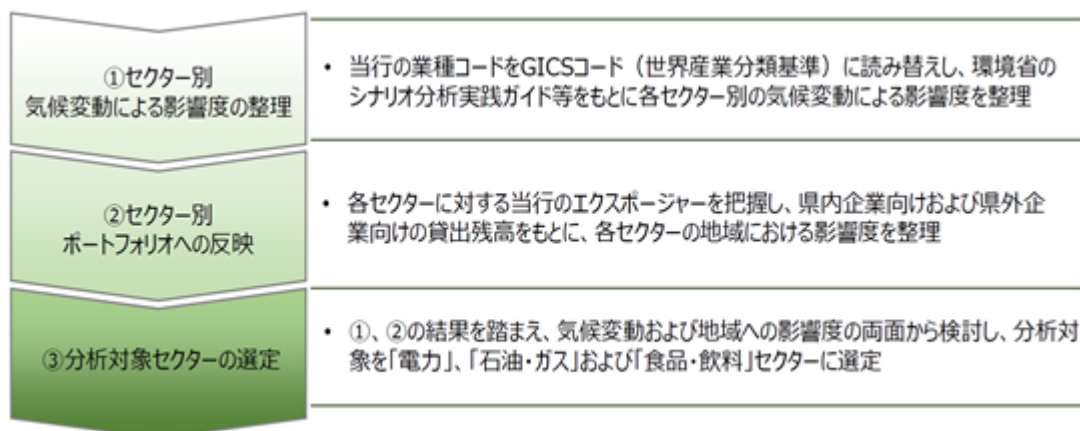 ①セクター別
気候変動による影響度の整理
• 当行の業種コードをGICSコード（世界産業分類基準）に読み替えし、環境省の
シナリオ分析実践ガイド等をもとに各セクター別の気候変動による影響度を整理
②セクター別
ポートフォリオへの反映
• 各セクターに対する当行のエクスポージャーを把握し、県内企業向けおよび県外企
業向けの貸出残高をもとに、各セクターの地域における影響度を整理
③分析対象セクターの選定
• ①、②の結果を踏まえ、気候変動および地域への影響度の両面から検討し、分析対
象を「電力」、「石油・ガス」および「食品・飲料」セクターに選定